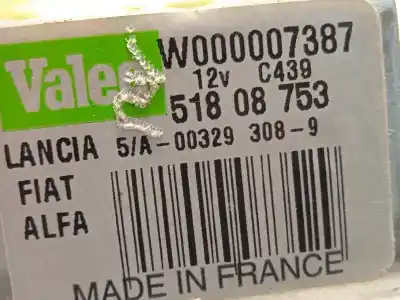 Valeo W000007387
12v C439
518 08 753
LANCIA 5/A-00329 308-9
FIAT
ALFA
MADE IN FRANCE